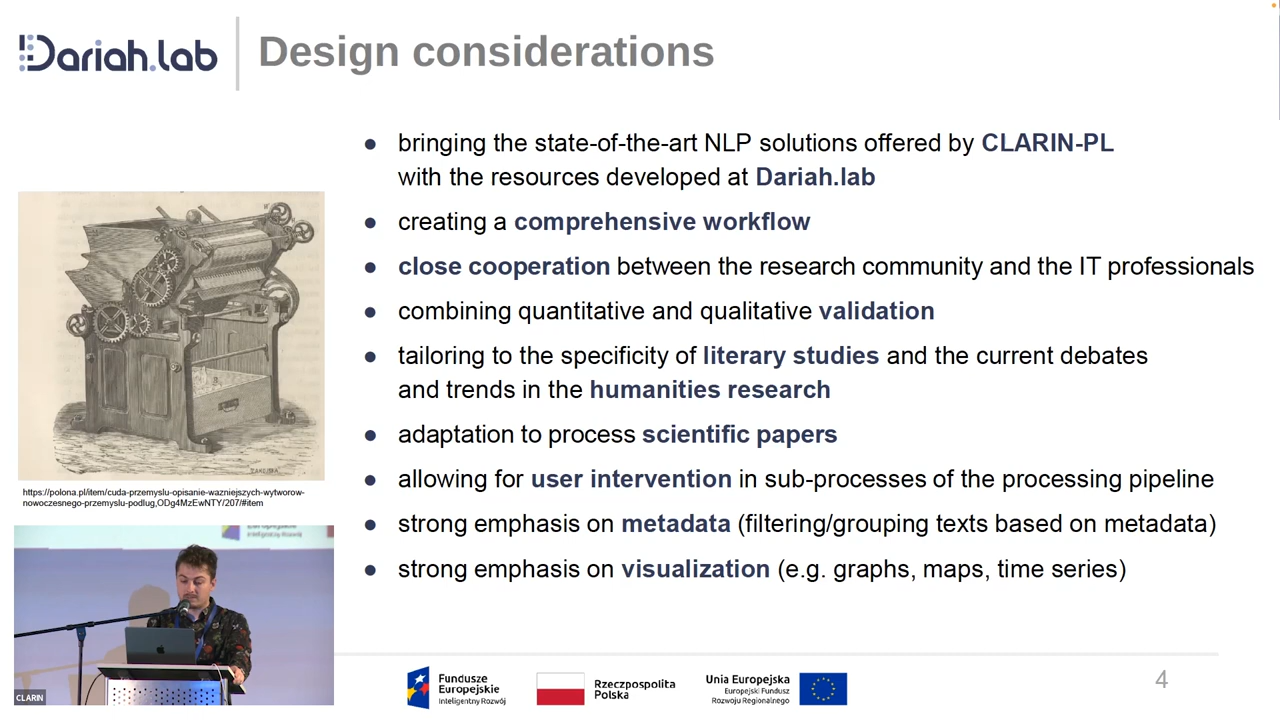 Dariah.lab
Design considerations
● bringing the state-of-the-art NLP solutions offered by CLARIN-PL
with the resources developed at Dariah.lab
● creating a comprehensive workflow
● close cooperation between the research community and the IT professionals
● combining quantitative and qualitative validation
● tailoring to the specificity of literary studies and the current debates
and trends in the humanities research
● adaptation to process scientific papers
● allowing for user intervention in sub-processes of the processing pipeline
● strong emphasis on metadata (filtering/grouping texts based on metadata)
● strong emphasis on visualization (e.g. graphs, maps, time series)
https://polona.pl/item/cuda-przemyslu-opisanie-wazniejszych-wytworow-
nowoczesnego-przemyslu-podlug,ODg4MzEwNTY/207/#item
Inteligentny Rozwój
CLARIN
Fundusze
Europejskie
Inteligentny Rozwój
Rzeczpospolita
Polska
Unia Europejska
Europejski Fundusz
Rozwoju Regionalnego
4